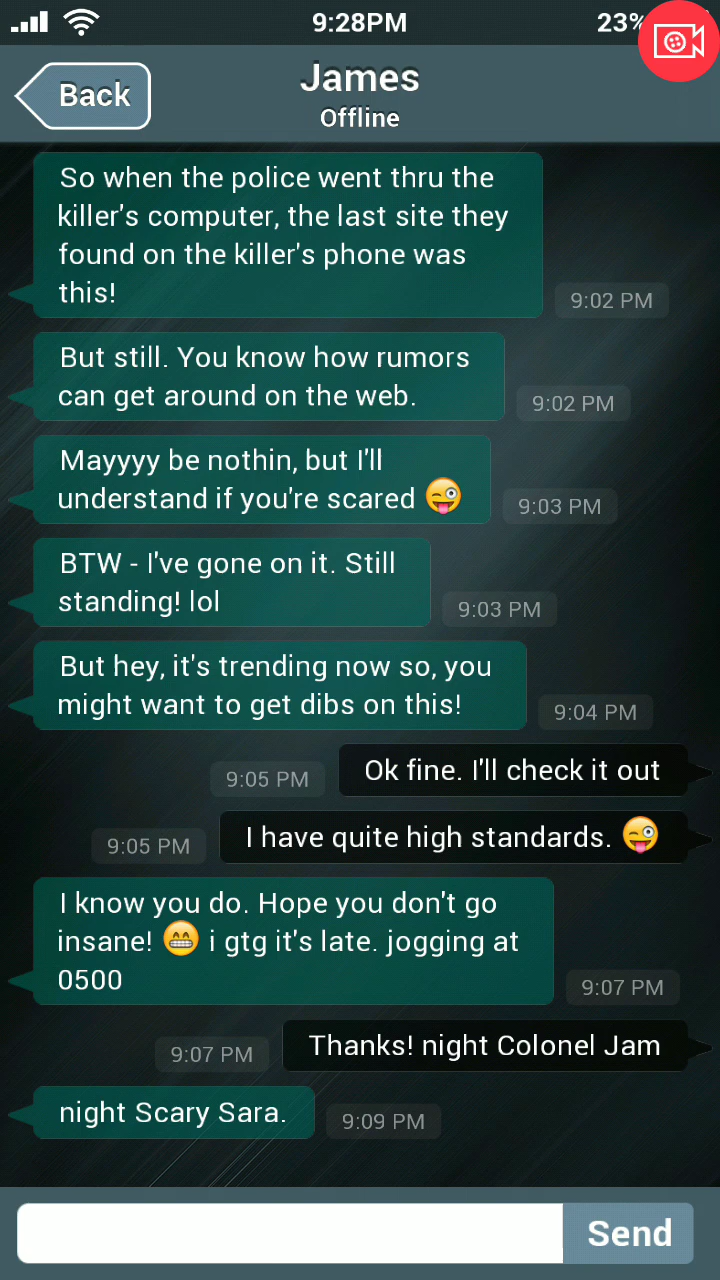 9:28PM
23%
Back
James
Offline
So when the police went thru the
killer's computer, the last site they
found on the killer's phone was
this!
9:02 PM
But still. You know how rumors
can get around on the web.
9:02 PM
Mayyyy be nothin, but I'll
understand if you're scared 😜
9:03 PM
BTW - I've gone on it. Still
standing! lol
9:03 PM
But hey, it's trending now so, you
might want to get dibs on this!
9:04 PM
9:05 PM
Ok fine. I'll check it out
9:05 PM
I have quite high standards. 😜
I know you do. Hope you don't go
insane! 😁 i gtg it's late. jogging at
0500
9:07 PM
9:07 PM
Thanks! night Colonel Jam
night Scary Sara.
9:09 PM
Send